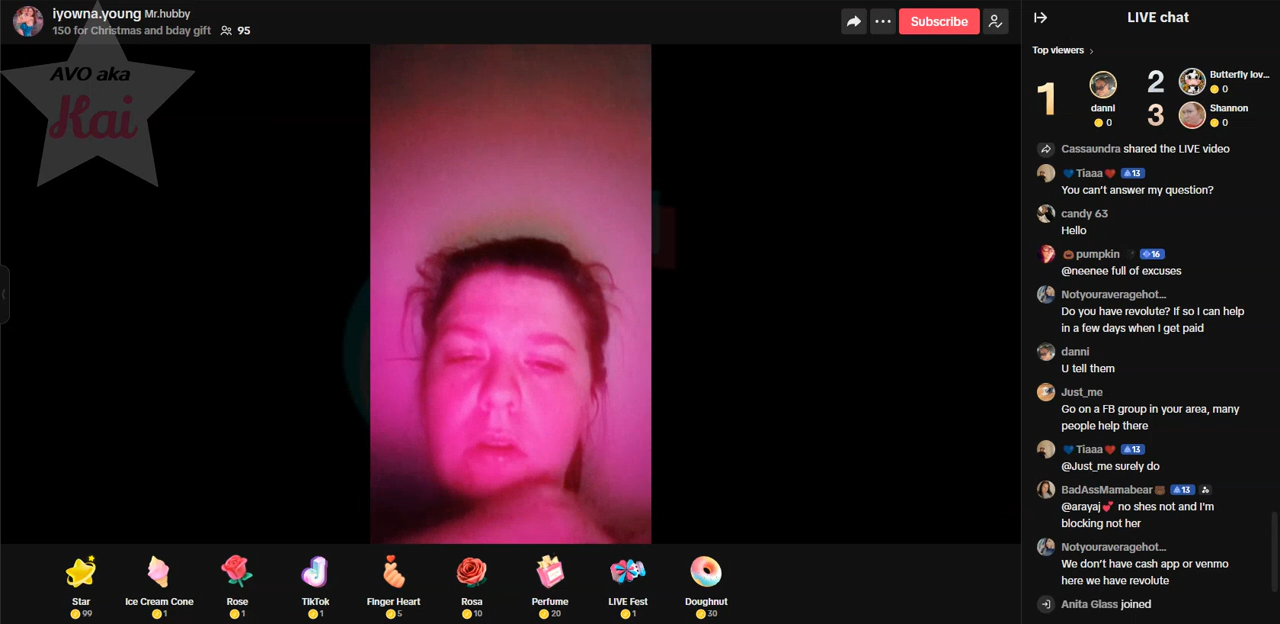 iyowna.young Mr.hubby
150 for Christmas and bday gift 95
Subscribe
AVO aka
Kai
LIVE chat
Top viewers
1
danni
0
2
Butterfly lov...
0
3
Shannon
0
Cassaundra shared the LIVE video
💙Tiaaa❤️ 13
You can't answer my question?
candy 63
Hello
🎃pumpkin 16
@neenee full of excuses
Notyouraveragehot...
Do you have revolute? If so I can help
in a few days when I get paid
danni
U tell them
Just_me
Go on a FB group in your area, many
people help there
💙Tiaaa❤️ 13
@Just_me surely do
BadAssMamabear🐻 13
@arayaj💕 no shes not and I'm
blocking not her
Notyouraveragehot...
We don't have cash app or venmo
here we have revolute
Anita Glass joined
Star
99
Ice Cream Cone
1
Rose
1
TikTok
1
Finger Heart
5
Rosa
10
Perfume
20
LIVE Fest
1
Doughnut
30